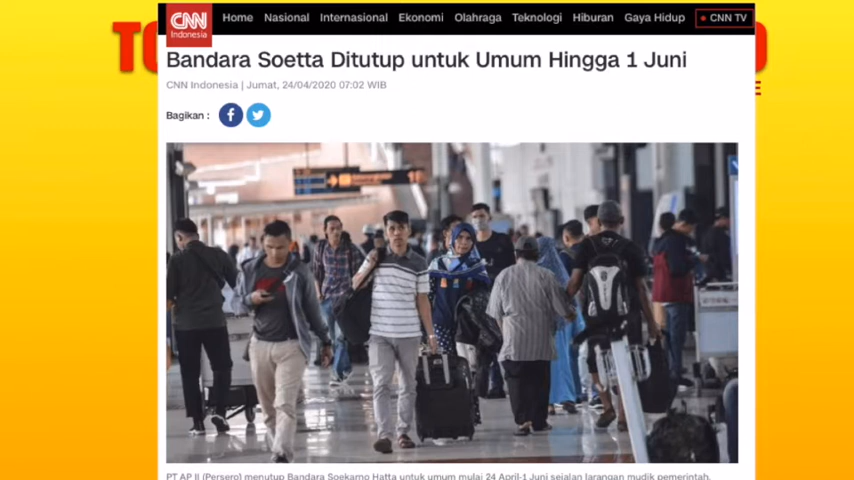 CNN
Indonesia
Home Nasional Internasional Ekonomi Olahraga Teknologi Hiburan Gaya Hidup CNN TV
Bandara Soetta Ditutup untuk Umum Hingga 1 Juni
CNN Indonesia | Jumat, 24/04/2020 07:02 WIB
Bagikan :
PT AP II (Persero) menutup Bandara Soekarno Hatta untuk umum mulai 24 April-1 Juni sejalan larangan mudik pemerintah.